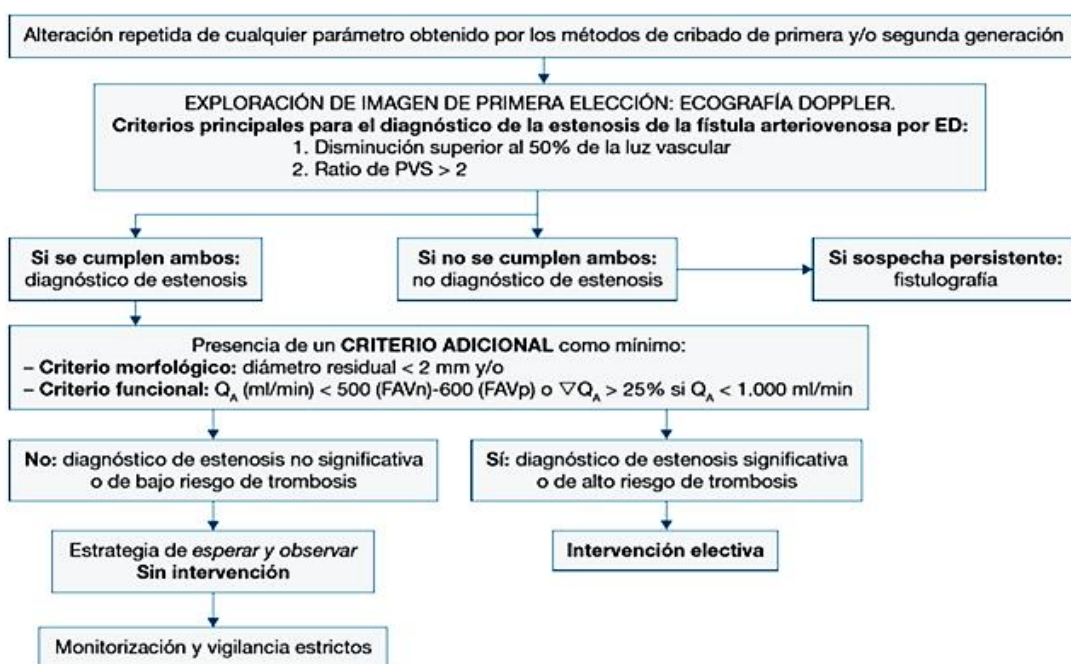 Alteración repetida de cualquier parámetro obtenido por los métodos de cribado de primera y/o segunda generación
EXPLORACIÓN DE IMAGEN DE PRIMERA ELECCIÓN: ECOGRAFÍA DOPPLER.
Criterios principales para el diagnóstico de la estenosis de la fístula arteriovenosa por ED:
1. Disminución superior al 50% de la luz vascular
2. Ratio de PVS > 2
Si se cumplen ambos:
diagnóstico de estenosis
Si no se cumplen ambos:
no diagnóstico de estenosis
Si sospecha persistente:
fistulografía
Presencia de un CRITERIO ADICIONAL como mínimo:
– Criterio morfológico: diámetro residual < 2 mm y/o
– Criterio funcional: QA (ml/min) < 500 (FAVn)-600 (FAVp) o ▽QA > 25% si QA < 1.000 ml/min
No: diagnóstico de estenosis no significativa
o de bajo riesgo de trombosis
Sí: diagnóstico de estenosis significativa
o de alto riesgo de trombosis
Estrategia de esperar y observar
Sin intervención
Intervención electiva
Monitorización y vigilancia estrictos